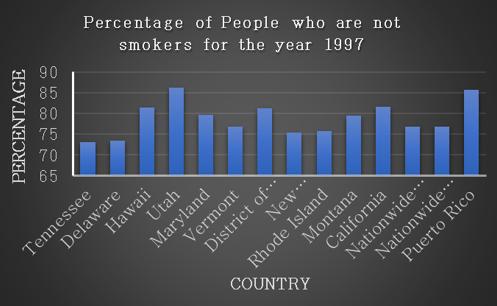 Percentage of People who are not
smokers for the year 1997
PERCENTAGE
90
85
80
75
70
65
Tennessee
Delaware
Hawaii
Utah
Maryland
Vermont
District of...
New...
Rhode Island
Montana
California
Nationwide...
Nationwide...
Puerto Rico
COUNTRY